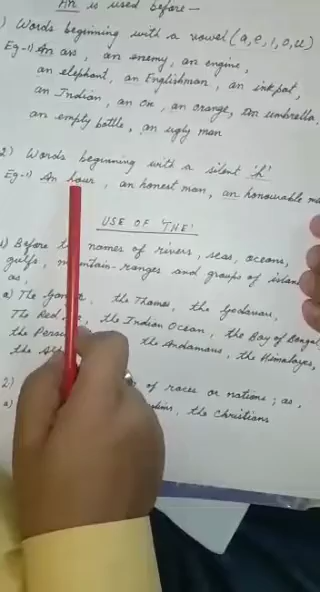 An is used before —
) Words beginning with a vowel (a, e, i, o, u)
Eg -1) An ass, an enemy, an engine,
an elephant, an Englishman, an inkpot,
an Indian, an Ox, an orange, an umbrella,
an empty bottle, an ugly man
2) Words beginning with a silent 'h'
Eg -1) An hour, an honest man, an honourable
USE OF 'THE'
1) Before names of rivers, seas, oceans,
gulfs, mountain-ranges and groups of
as,
a) The the Thames, the Godavari,
The Red the Indian Ocean, the Bay of Bengal,
the the Andamans, the Himalayas,
the
2) of races or nations; as,
a) the Christians